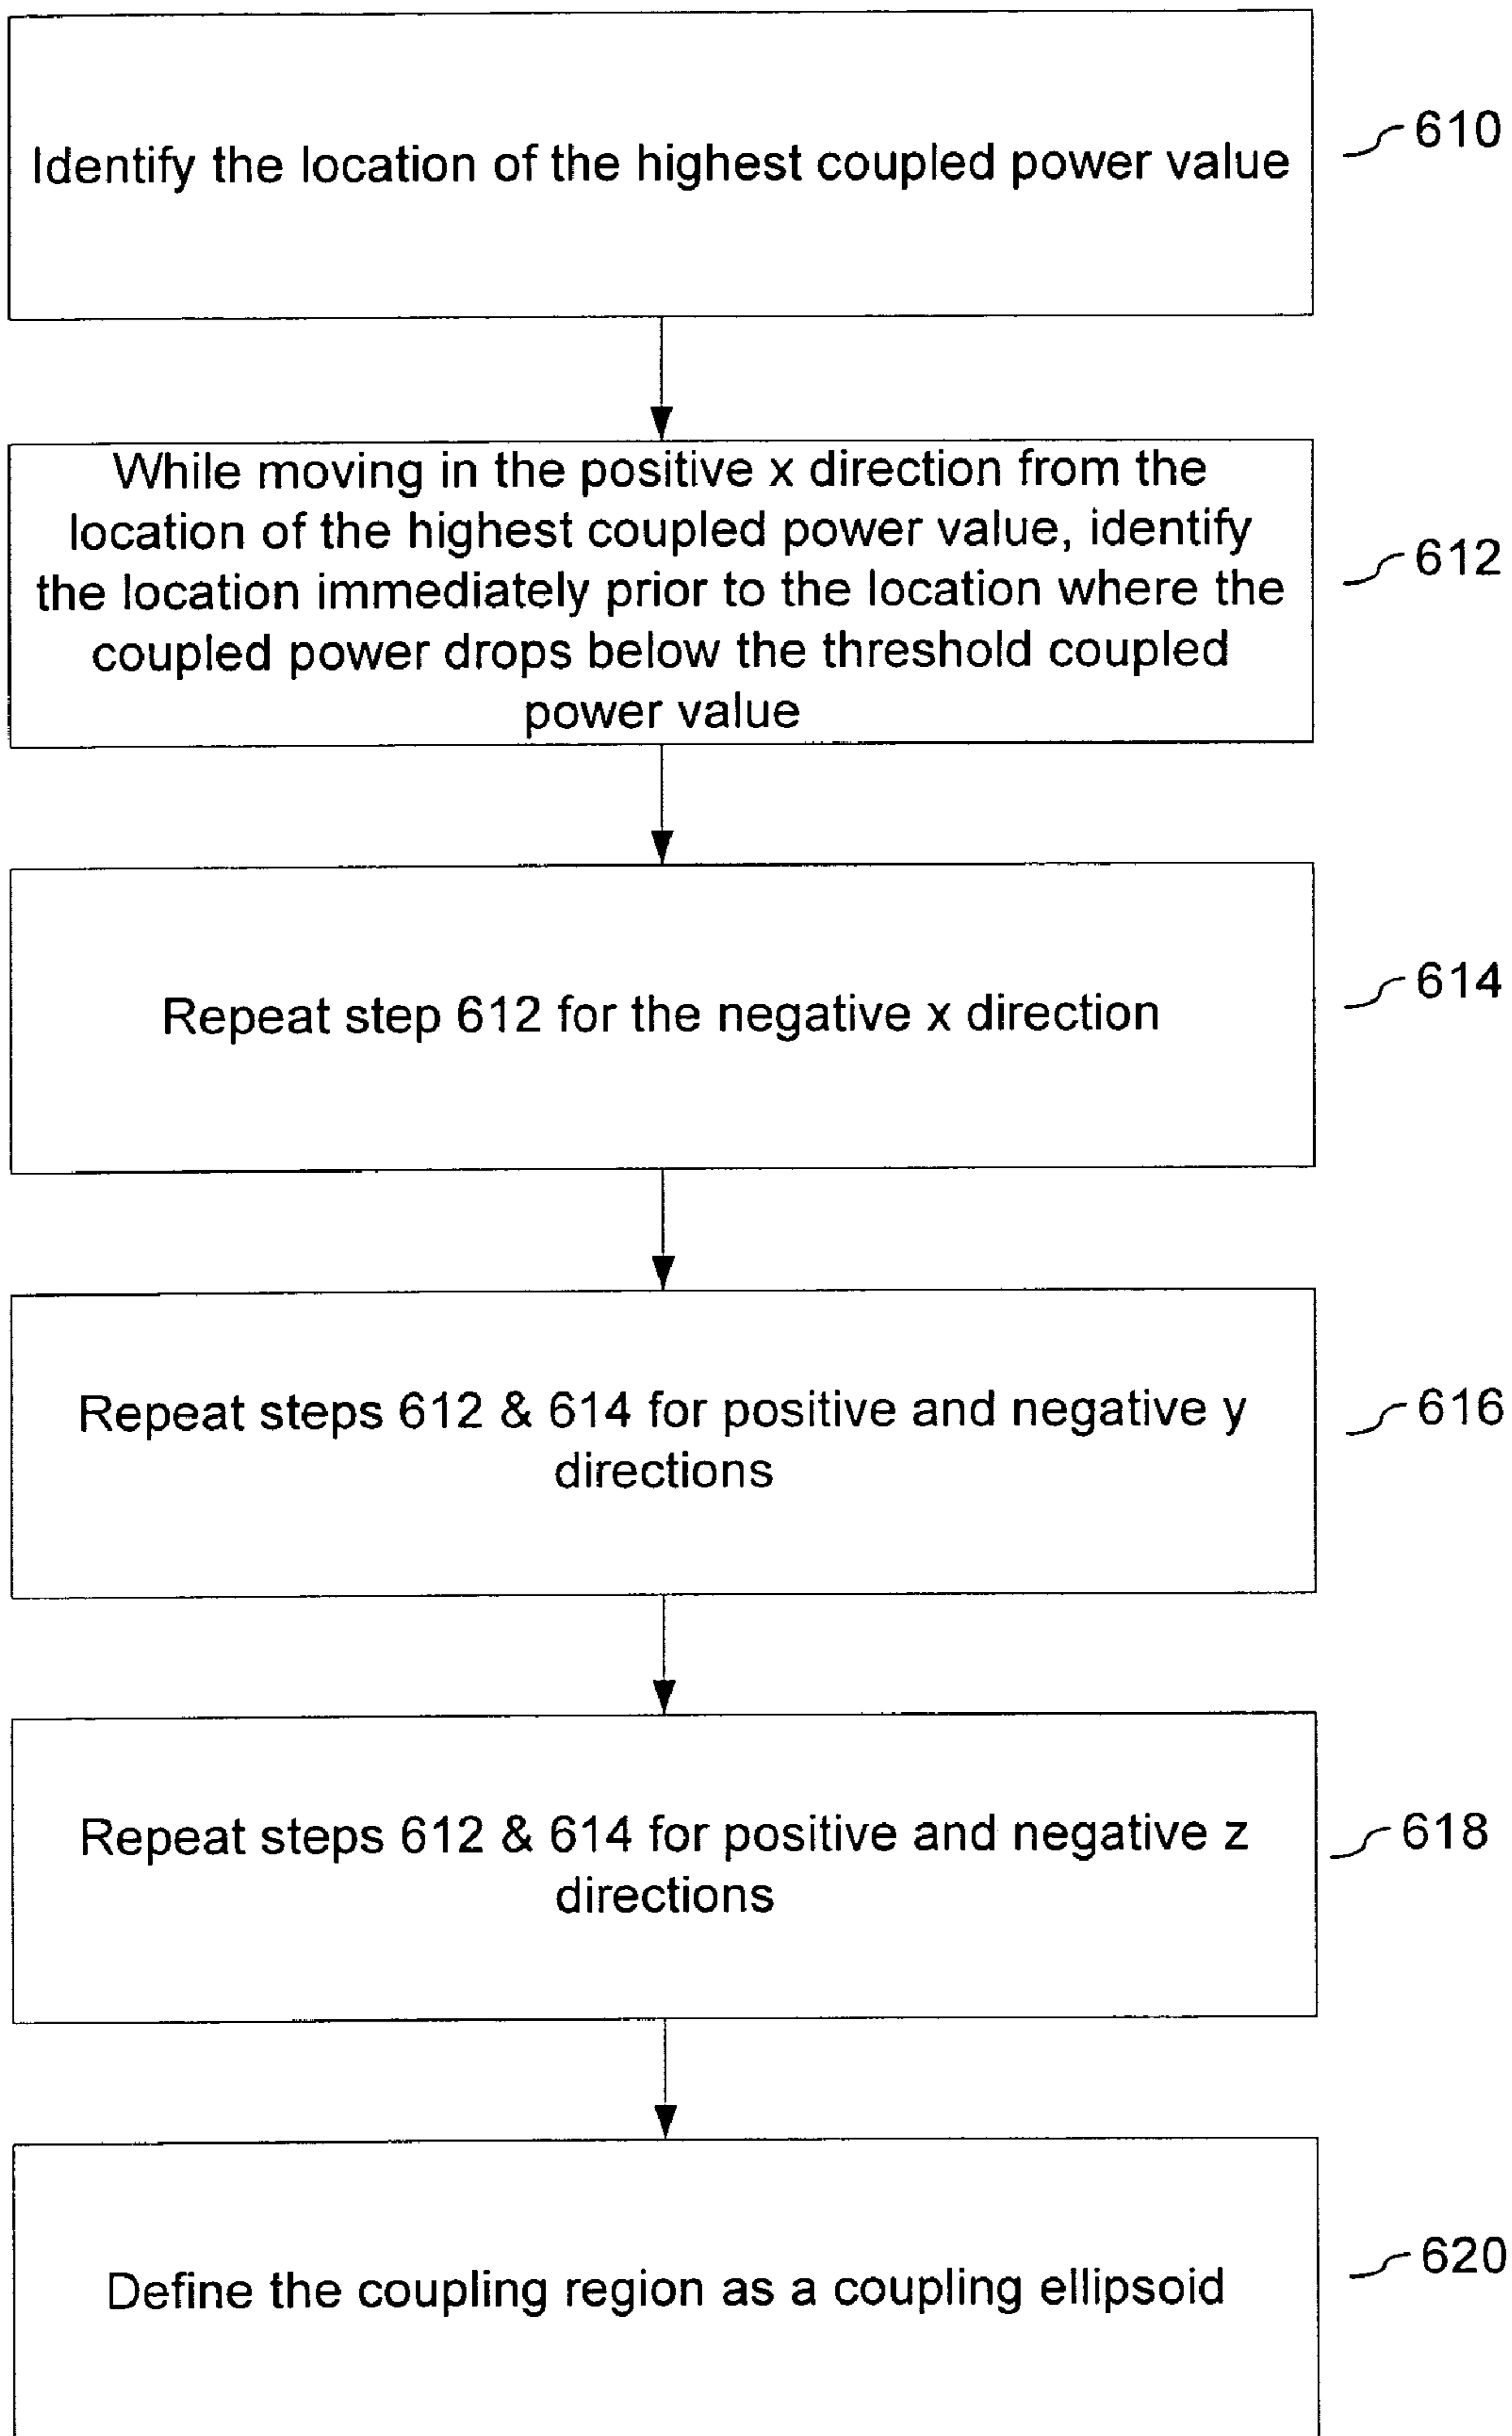 Identify the location of the highest coupled power value
610
While moving in the positive x direction from the
location of the highest coupled power value, identify
the location immediately prior to the location where the
coupled power drops below the threshold coupled
power value
612
Repeat step 612 for the negative x direction
614
Repeat steps 612 & 614 for positive and negative y
directions
616
Repeat steps 612 & 614 for positive and negative z
directions
618
Define the coupling region as a coupling ellipsoid
620